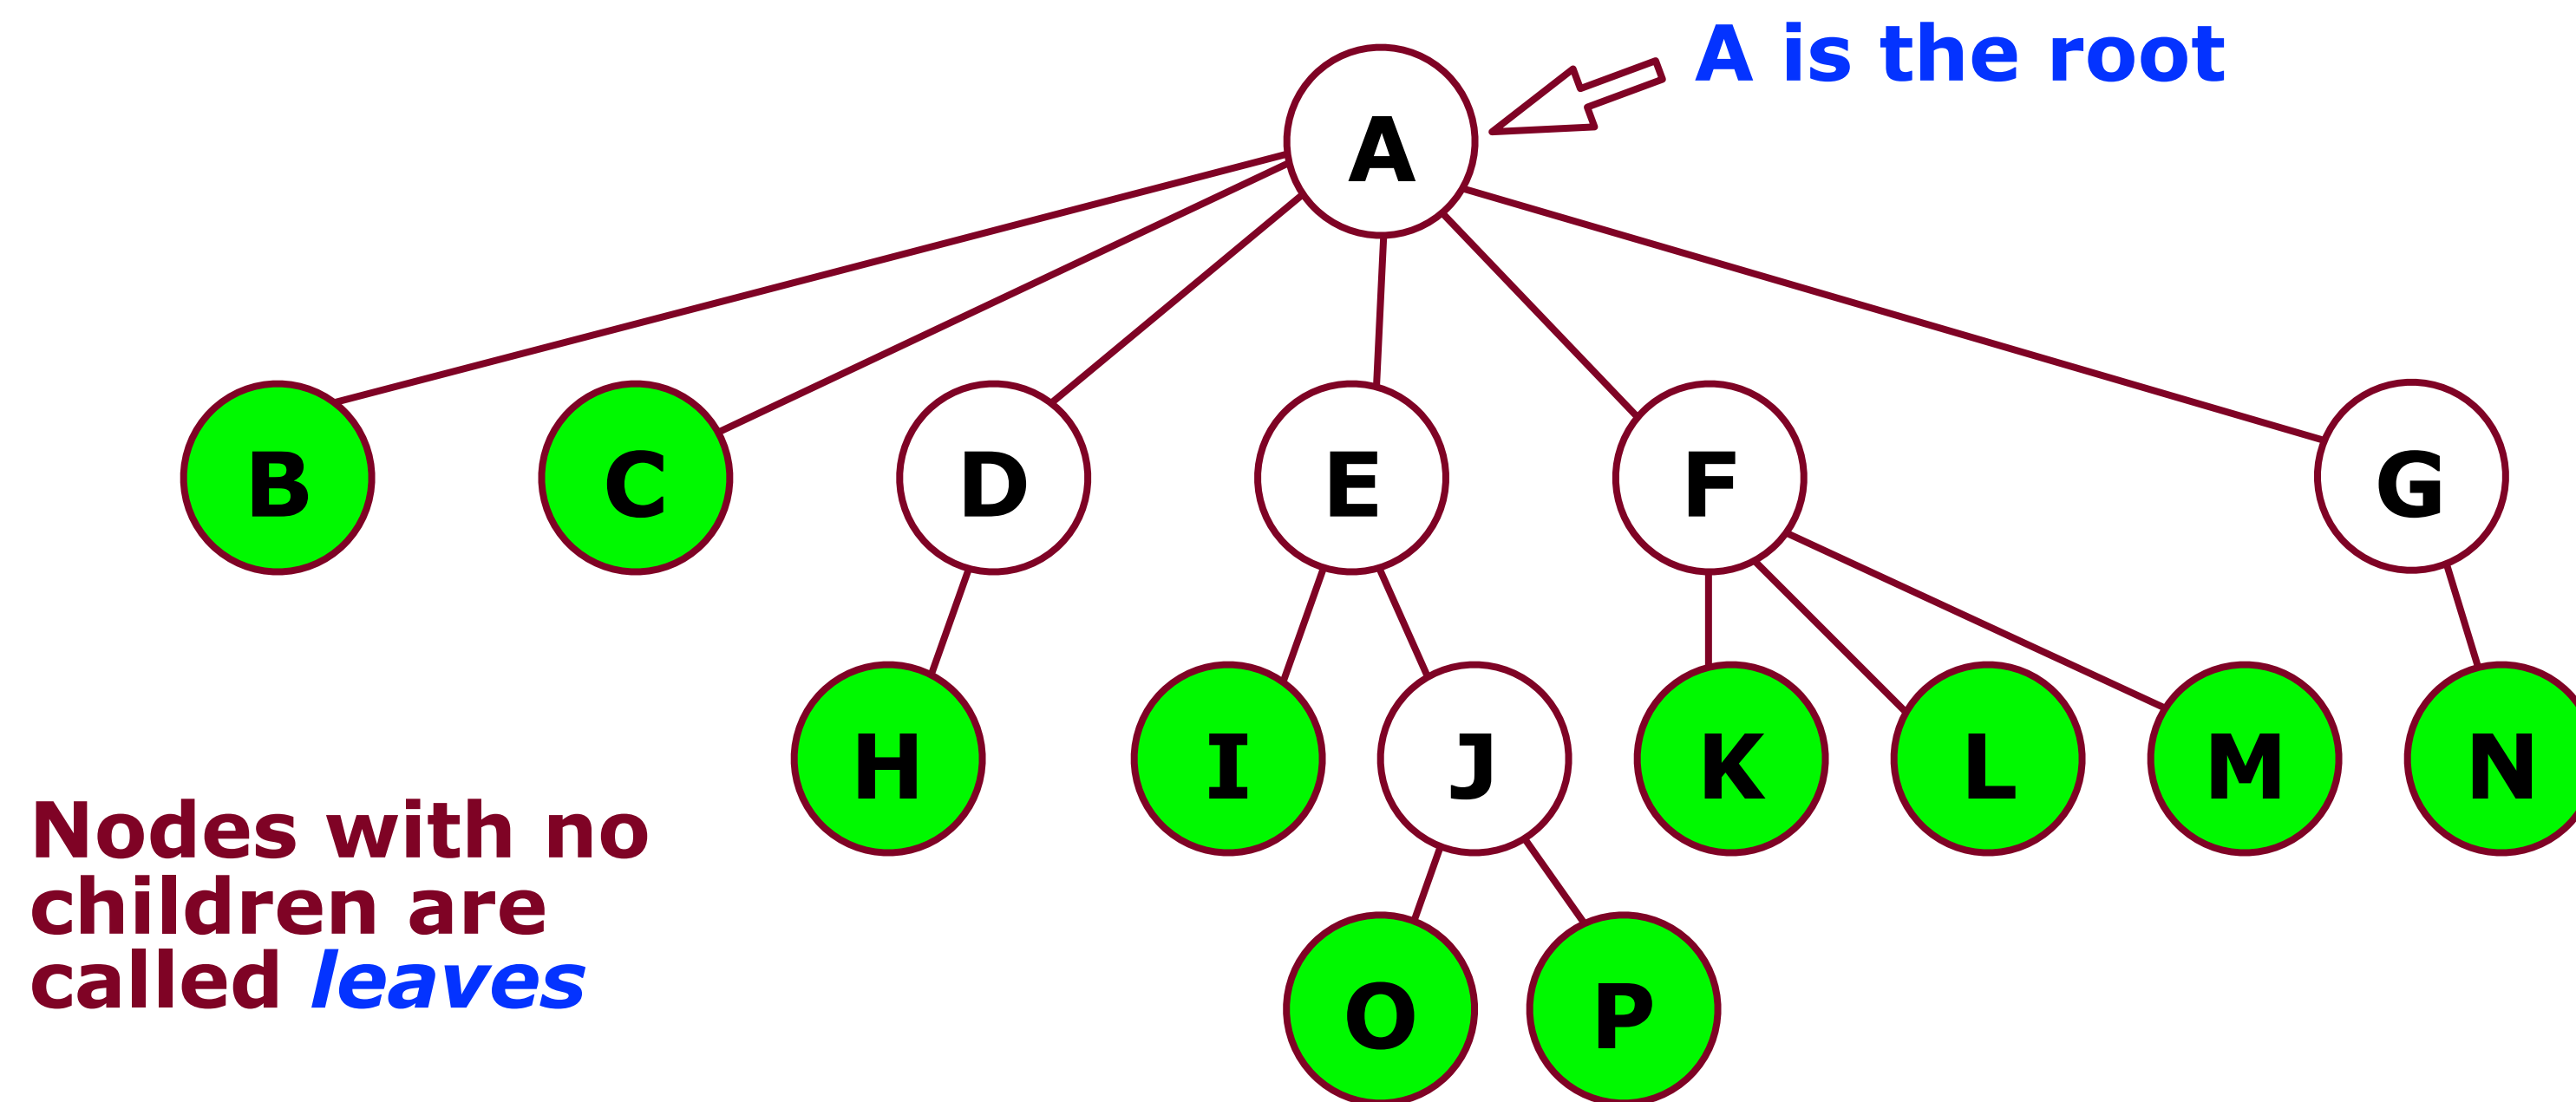 A is the root
A
B
C
D
E
F
G
H
I
J
K
L
M
N
Nodes with no
children are
called leaves
O
P